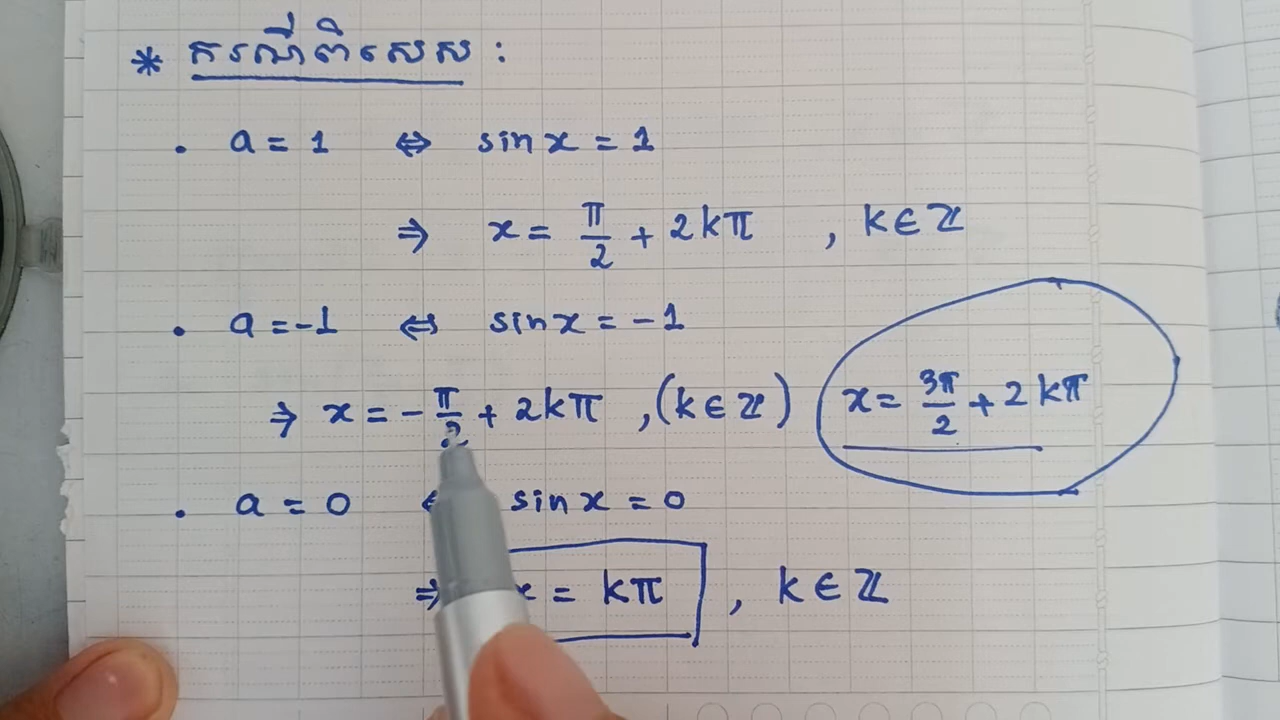 * ករណីពិសេស :
• a = 1 ⇔ sin x = 1
⇒ x = π/2 + 2kπ , k ∈ ℤ
• a = -1 ⇔ sin x = -1
⇒ x = -π/2 + 2kπ , (k ∈ ℤ) x = 3π/2 + 2kπ
• a = 0 sin x = 0
⇒ x = kπ , k ∈ ℤ